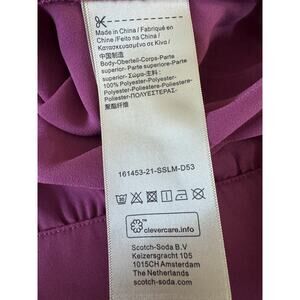 Made in China / Fabriqué en
Chine /Feito na China /
Κατασκευασμένο σε Κίνα /
中国制造
Body-Oberteil-Corps-Parte
superior- Parte superiore-Parte
superior- Σώμα-主料 :
100% Polyester-Polyester-
Polyester-Poliéster-Poliestere-
Poliéster-ΠΟΛΥΕΣΤΕΡΑΣ-
聚酯纤维
161453-21-SSLM-D53
clevercare.info
Scotch-Soda B.V
Keizersgracht 105
1015CH Amsterdam
The Netherlands
scotch-soda.com